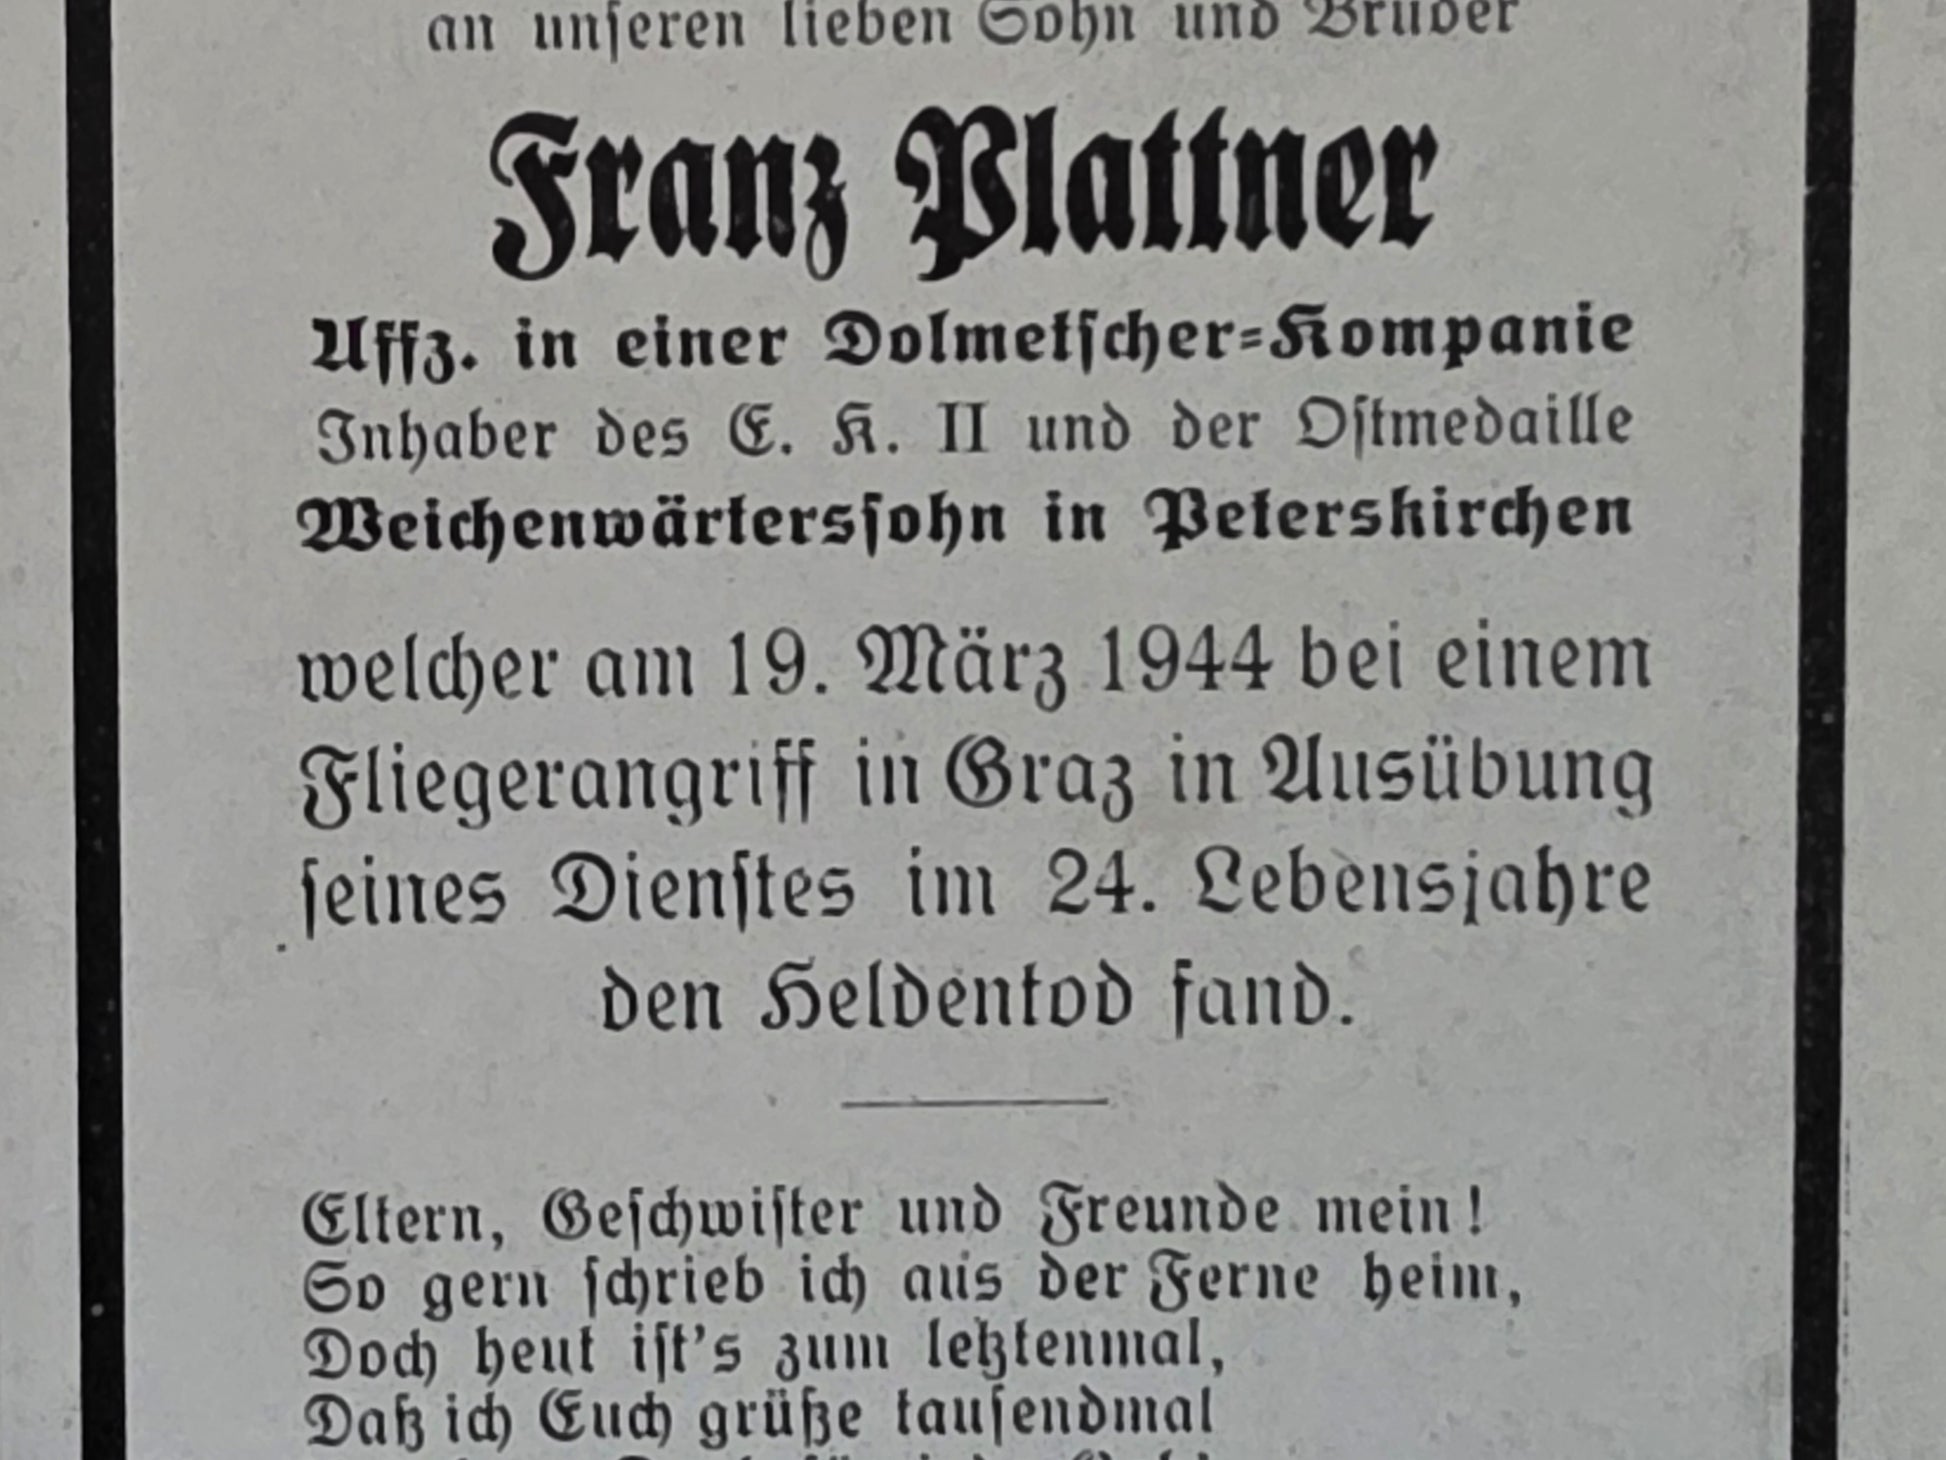 an unseren lieben Sohn und Bruder
Franz Plattner
Uffz. in einer Dolmetscher-Kompanie
Inhaber des E. K. II und der Ostmedaille
Weichenwärterssohn in Peterskirchen
welcher am 19. März 1944 bei einem
Fliegerangriff in Graz in Ausübung
seines Dienstes im 24. Lebensjahre
den Heldentod fand.
Eltern, Geschwister und Freunde mein!
So gern schrieb ich aus der Ferne heim,
Doch heut ist's zum letztenmal,
Daß ich Euch grüße tausendmal